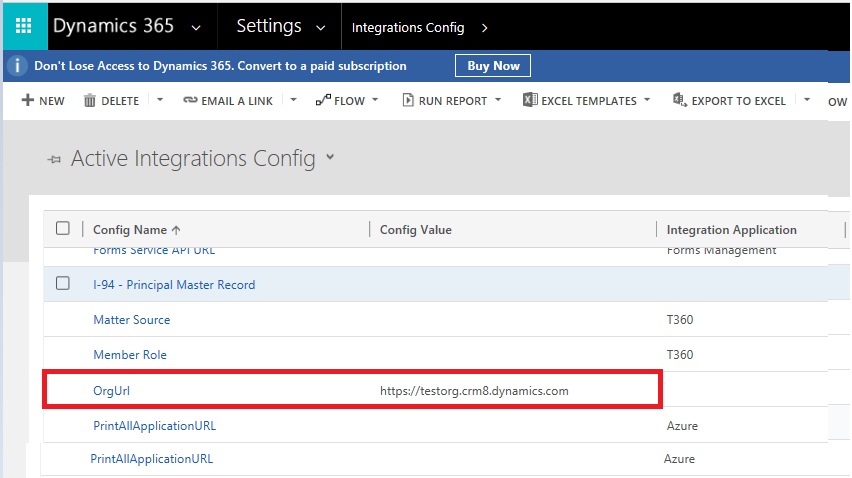 Dynamics 365 Settings Integrations Config
Don't Lose Access to Dynamics 365. Convert to a paid subscription Buy Now
NEW DELETE EMAIL A LINK FLOW RUN REPORT EXCEL TEMPLATES EXPORT TO EXCEL OW
Active Integrations Config
Config Name Config Value Integration Application
Forms Service API URL Forms Management
I-94 - Principal Master Record
Matter Source T360
Member Role T360
OrgUrl https://testorg.crm8.dynamics.com
PrintAllApplicationURL Azure
PrintAllApplicationURL Azure